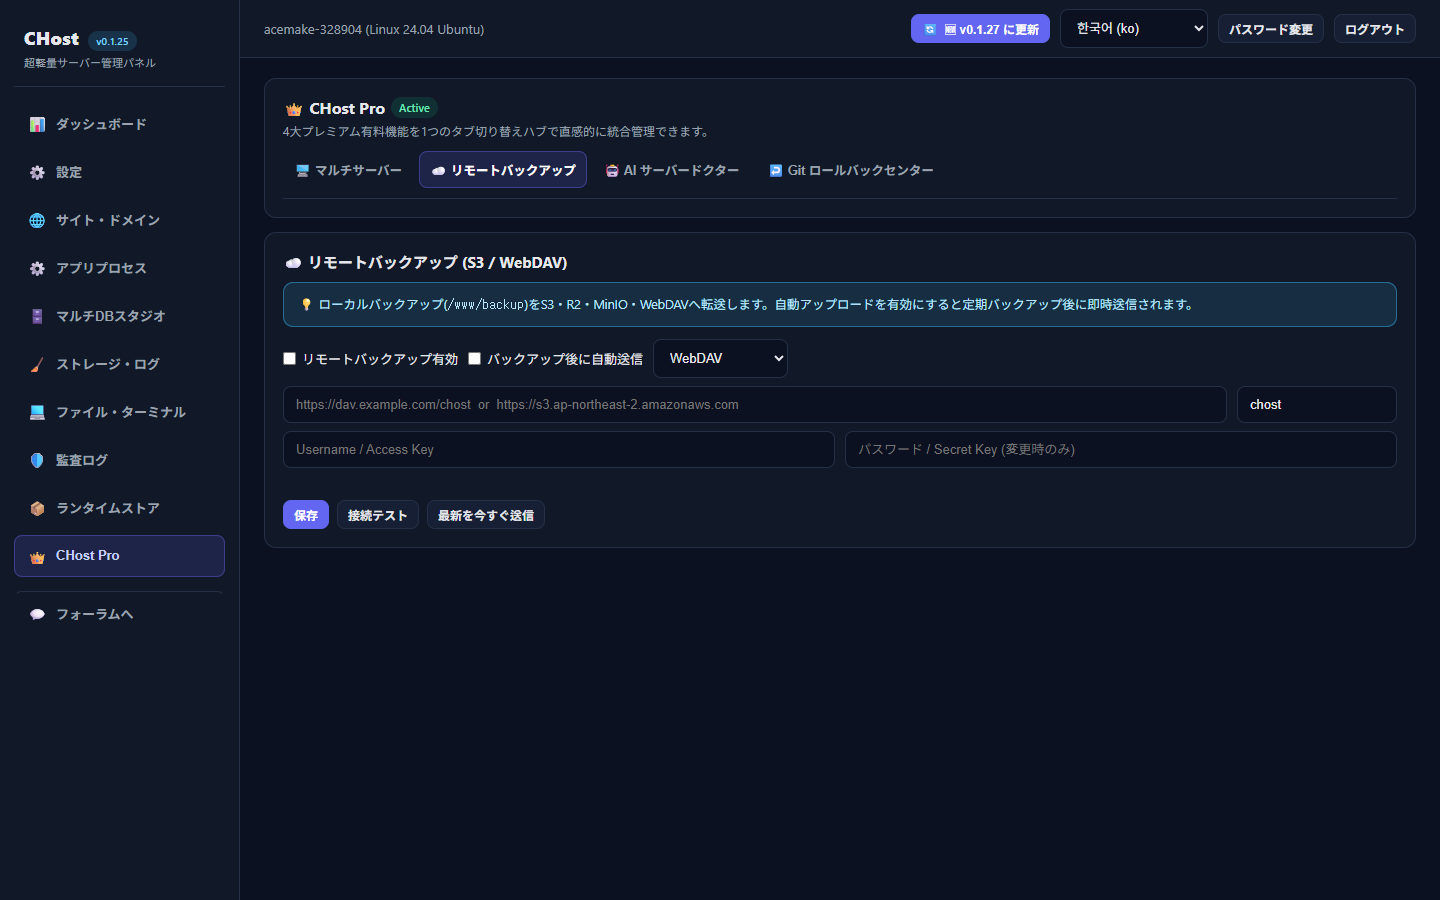 CHost v0.1.25
超軽量サーバー管理パネル
ダッシュボード
設定
サイト・ドメイン
アプリプロセス
マルチDBスタジオ
ストレージ・ログ
ファイル・ターミナル
監査ログ
ランタイムストア
CHost Pro
フォーラムへ
acemake-328904 (Linux 24.04 Ubuntu)
🔄 🆕 v0.1.27 に更新
한국어 (ko)
パスワード変更
ログアウト
CHost Pro Active
4大プレミアム有料機能を1つのタブ切り替えハブで直感的に統合管理できます。
マルチサーバー
リモートバックアップ
AI サーバードクター
Git ロールバックセンター
リモートバックアップ (S3 / WebDAV)
ローカルバックアップ(/www/backup)をS3・R2・MinIO・WebDAVへ転送します。自動アップロードを有効にすると定期バックアップ後に即時送信されます。
リモートバックアップ有効
バックアップ後に自動送信
WebDAV
https://dav.example.com/chost or https://s3.ap-northeast-2.amazonaws.com
chost
Username / Access Key
パスワード / Secret Key (変更時のみ)
保存
接続テスト
最新を今すぐ送信